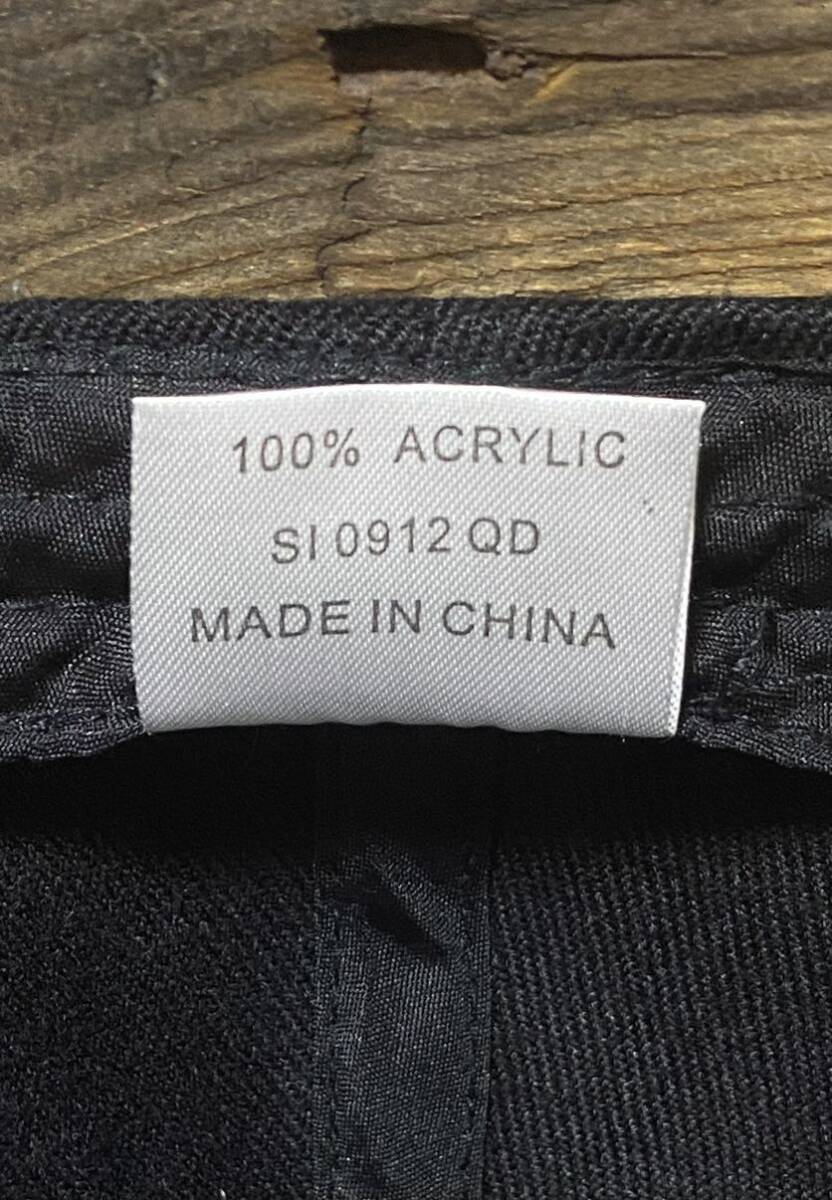 100% ACRYLIC
SI 0912 QD
MADE IN CHINA